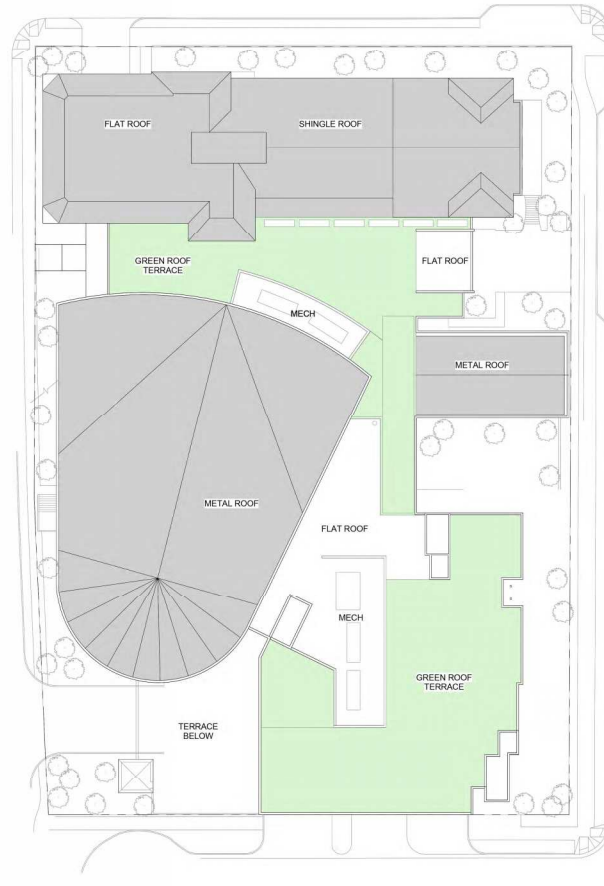 FLAT ROOF
SHINGLE ROOF
GREEN ROOF
TERRACE
FLAT ROOF
MECH
METAL ROOF
METAL ROOF
FLAT ROOF
MECH
GREEN ROOF
TERRACE
TERRACE
BELOW